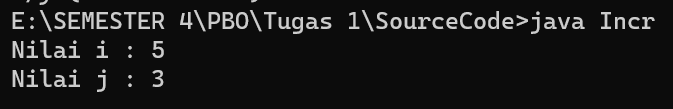 E:\SEMESTER 4\PBO\Tugas 1\SourceCode>java Incr
Nilai i : 5
Nilai j : 3